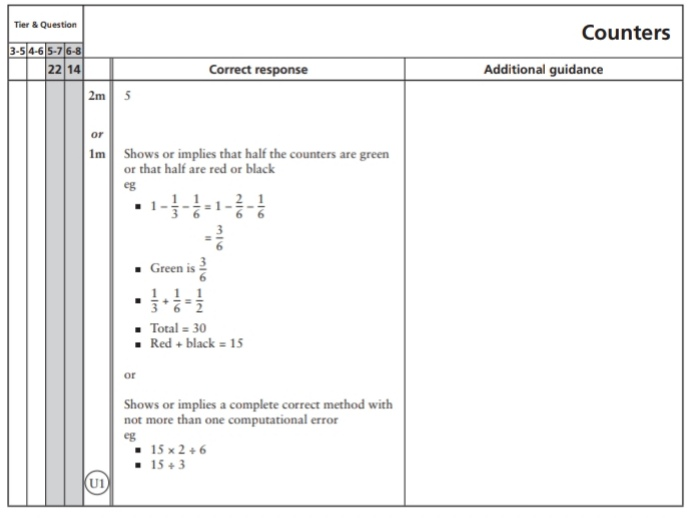 Tier & Question
Counters
3-5 4-6 5-7 6-8
22 14
Correct response
Additional guidance
2m 5
or
1m Shows or implies that half the counters are green
or that half are red or black
eg
▪ 1 − 1/3 − 1/6 = 1 − 2/6 − 1/6
= 3/6
▪ Green is 3/6
▪ 1/3 + 1/6 = 1/2
▪ Total = 30
▪ Red + black = 15
or
Shows or implies a complete correct method with
not more than one computational error
eg
▪ 15 × 2 ÷ 6
▪ 15 ÷ 3
U1